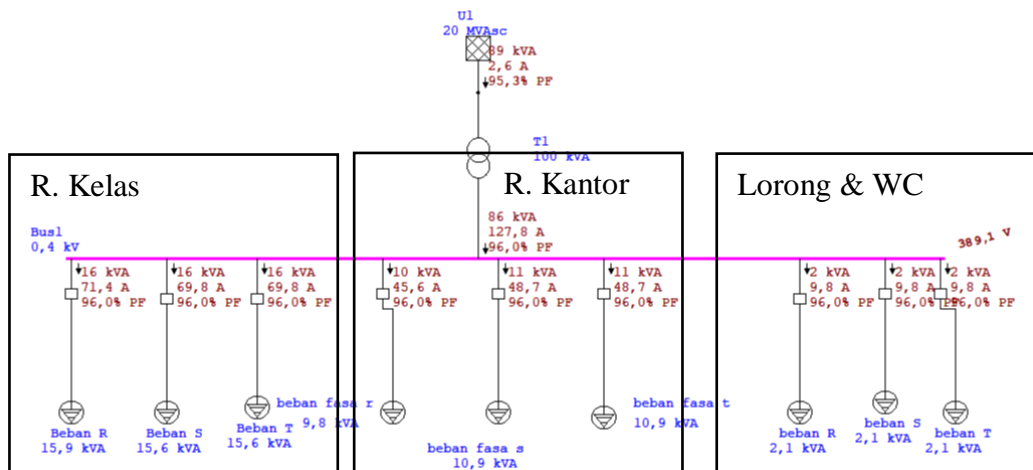 U1
20 MVAsc
89 kVA
2,6 A
95,3% PF
T1
100 kVA
R. Kelas
R. Kantor
Lorong & WC
86 kVA
127,8 A
96,0% PF
Bus1
0,4 kV
389,1 V
16 kVA
71,4 A
96,0% PF
16 kVA
69,8 A
96,0% PF
16 kVA
69,8 A
96,0% PF
10 kVA
45,6 A
96,0% PF
11 kVA
48,7 A
96,0% PF
11 kVA
48,7 A
96,0% PF
2 kVA
9,8 A
96,0% PF
2 kVA
9,8 A
96,0% PF
2 kVA
9,8 A
96,0% PF
Beban R
15,9 kVA
Beban S
15,6 kVA
Beban T
15,6 kVA
beban fasa r
9,8 kVA
beban fasa s
10,9 kVA
beban fasa t
10,9 kVA
beban R
2,1 kVA
beban S
2,1 kVA
beban T
2,1 kVA